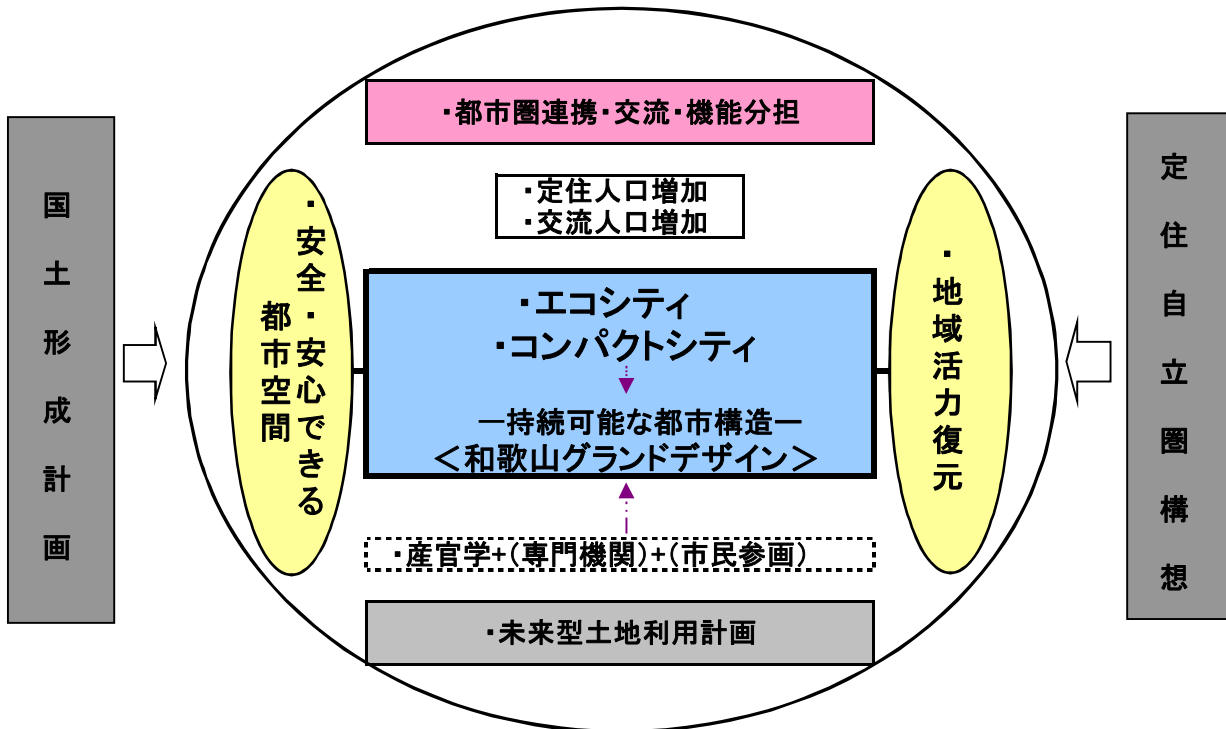 ・都市圏連携・交流・機能分担
国土形成計画
・安全・安心できる
都市空間
・定住人口増加
・交流人口増加
・エコシティ
・コンパクトシティ
―持続可能な都市構造―
＜和歌山グランドデザイン＞
・地域活力復元
定住自立圏構想
・産官学+(専門機関)+(市民参画)
・未来型土地利用計画